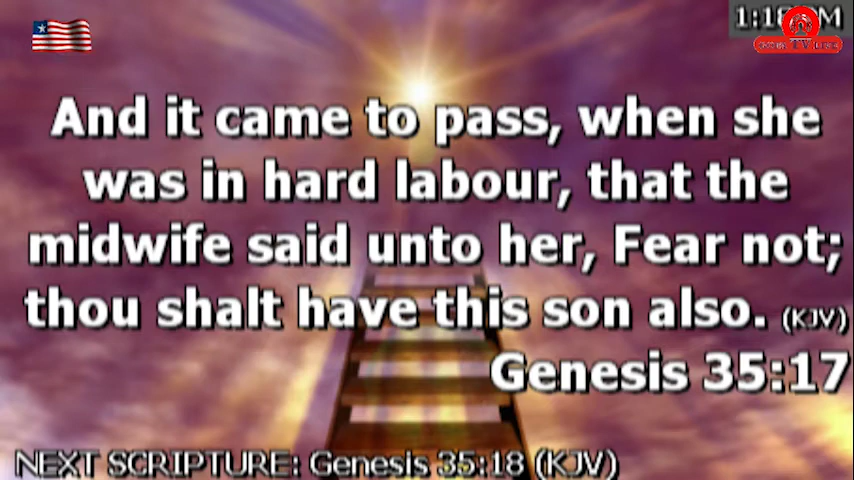 And it came to pass, when she
was in hard labour, that the
midwife said unto her, Fear not;
thou shalt have this son also. (KJV)
Genesis 35:17
NEXT SCRIPTURE: Genesis 35:18 (KJV)